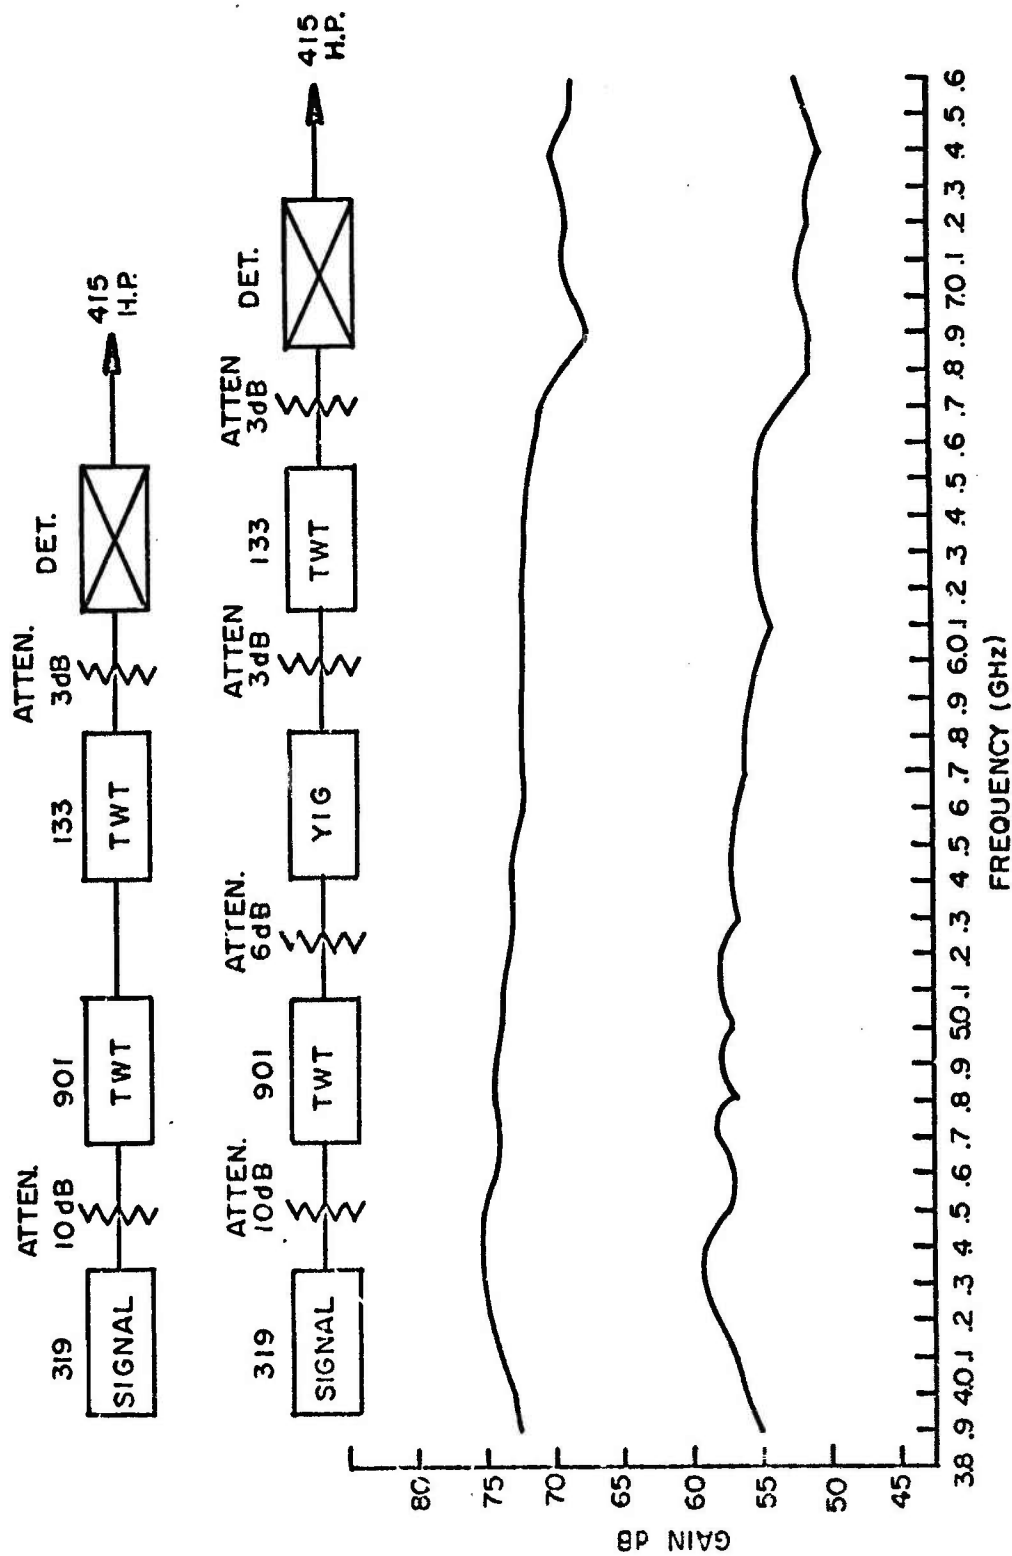 319
SIGNAL
ATTEN.
10dB
901
TWT
133
TWT
ATTEN.
3dB
DET.
415
H.P.
319
SIGNAL
ATTEN.
10dB
901
TWT
ATTEN.
6dB
YIG
ATTEN
3dB
133
TWT
ATTEN
3dB
DET.
415
H.P.
GAIN dB
80
75
70
65
60
55
50
45
3.8 .9 4.0 .1 .2 .3 .4 .5 .6 .7 .8 .9 5.0 .1 .2 .3 .4 .5 .6 .7 .8 .9 6.0 .1 .2 .3 .4 .5 .6 .7 .8 .9 7.0 .1 .2 .3 .4 .5 .6
FREQUENCY (GHz)